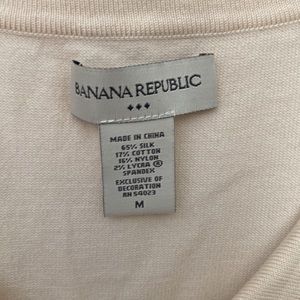 BANANA REPUBLIC
MADE IN CHINA
65% SILK
17% COTTON
16% NYLON
2% LYCRA ®
SPANDEX
EXCLUSIVE OF
DECORATION
RN 54023
M